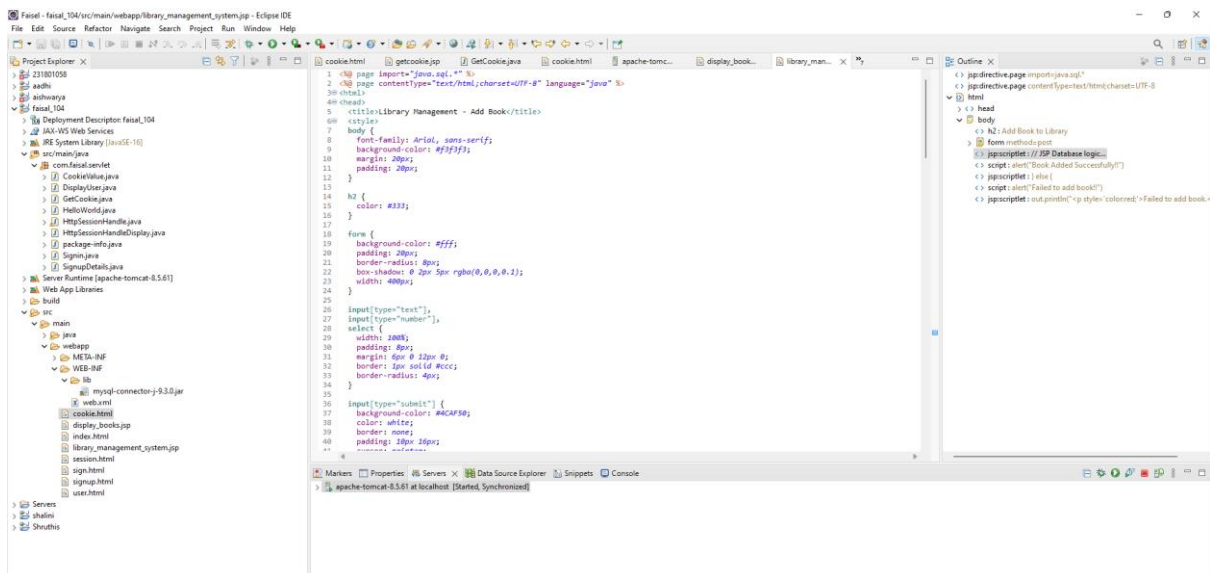 Faisel - faisal_104/src/main/webapp/library_management_system.jsp - Eclipse IDE
File Edit Source Refactor Navigate Search Project Run Window Help
Project Explorer
231801058
aadhi
aishwarya
faisal_104
Deployment Descriptor: faisal_104
JAX-WS Web Services
JRE System Library [JavaSE-16]
src/main/java
com.faisal.servlet
CookieValue.java
DisplayUser.java
GetCookie.java
HelloWorld.java
HttpSessionHandle.java
HttpSessionHandleDisplay.java
package-info.java
Signin.java
SignupDetails.java
Server Runtime [apache-tomcat-8.5.61]
Web App Libraries
build
src
main
java
webapp
META-INF
WEB-INF
lib
mysql-connector-j-9.3.0.jar
web.xml
cookie.html
display_books.jsp
index.html
library_management_system.jsp
session.html
sign.html
signup.html
user.html
Servers
shalini
Shruthis
cookie.html getcookie.jsp GetCookie.java cookie.html apache-tomc... display_book... library_man...
1 <%@ page import="java.sql.*" %>
2 <%@ page contentType="text/html;charset=UTF-8" language="java" %>
3 <html>
4 <head>
5 <title>Library Management - Add Book</title>
6 <style>
7 body {
8 font-family: Arial, sans-serif;
9 background-color: #f3f3f3;
10 margin: 20px;
11 padding: 20px;
12 }
13
14 h2 {
15 color: #333;
16 }
17
18 form {
19 background-color: #fff;
20 padding: 20px;
21 border-radius: 8px;
22 box-shadow: 0 2px 5px rgba(0,0,0,0.1);
23 width: 400px;
24 }
25
26 input[type="text"],
27 input[type="number"],
28 select {
29 width: 100%;
30 padding: 8px;
31 margin: 6px 0 12px 0;
32 border: 1px solid #ccc;
33 border-radius: 4px;
34 }
35
36 input[type="submit"] {
37 background-color: #4CAF50;
38 color: white;
39 border: none;
40 padding: 10px 16px;
Outline
jsp:directive.page import=java.sql.*
jsp:directive.page contentType=text/html;charset=UTF-8
html
head
body
h2 : Add Book to Library
form method=post
jsp:scriptlet : // JSP Database logic...
script : alert("Book Added Successfully!!")
jsp:scriptlet : } else {
script : alert("Failed to add book!!")
jsp:scriptlet : out.println("<p style='color:red;'>Failed to add book.<
Markers Properties Servers Data Source Explorer Snippets Console
apache-tomcat-8.5.61 at localhost [Started, Synchronized]